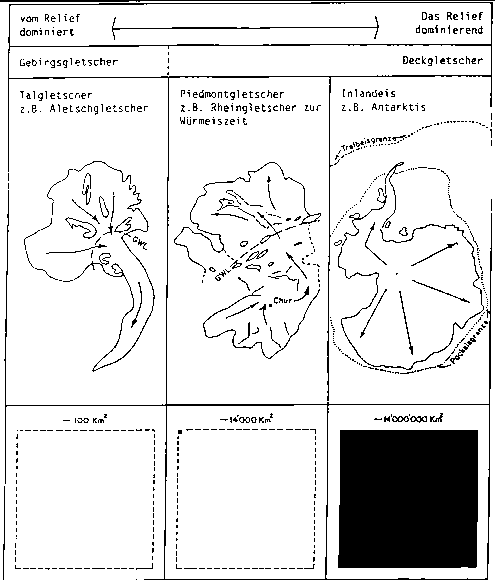 vom Relief
dominiert
Das Relief
dominierend
Gebirgsgletscher
Deckgletscher
Talgletscher
z.B. Aletschgletscher
Piedmontgletscher
z.B. Rheingletscher zur
Würmeiszeit
Inlandeis
z.B. Antarktis
Treibeisgrenze
GWL
GWL
Chur
Packeisgrenze
~ 100 Km²
~ 14'000 Km²
~ 14'000'000 Km²